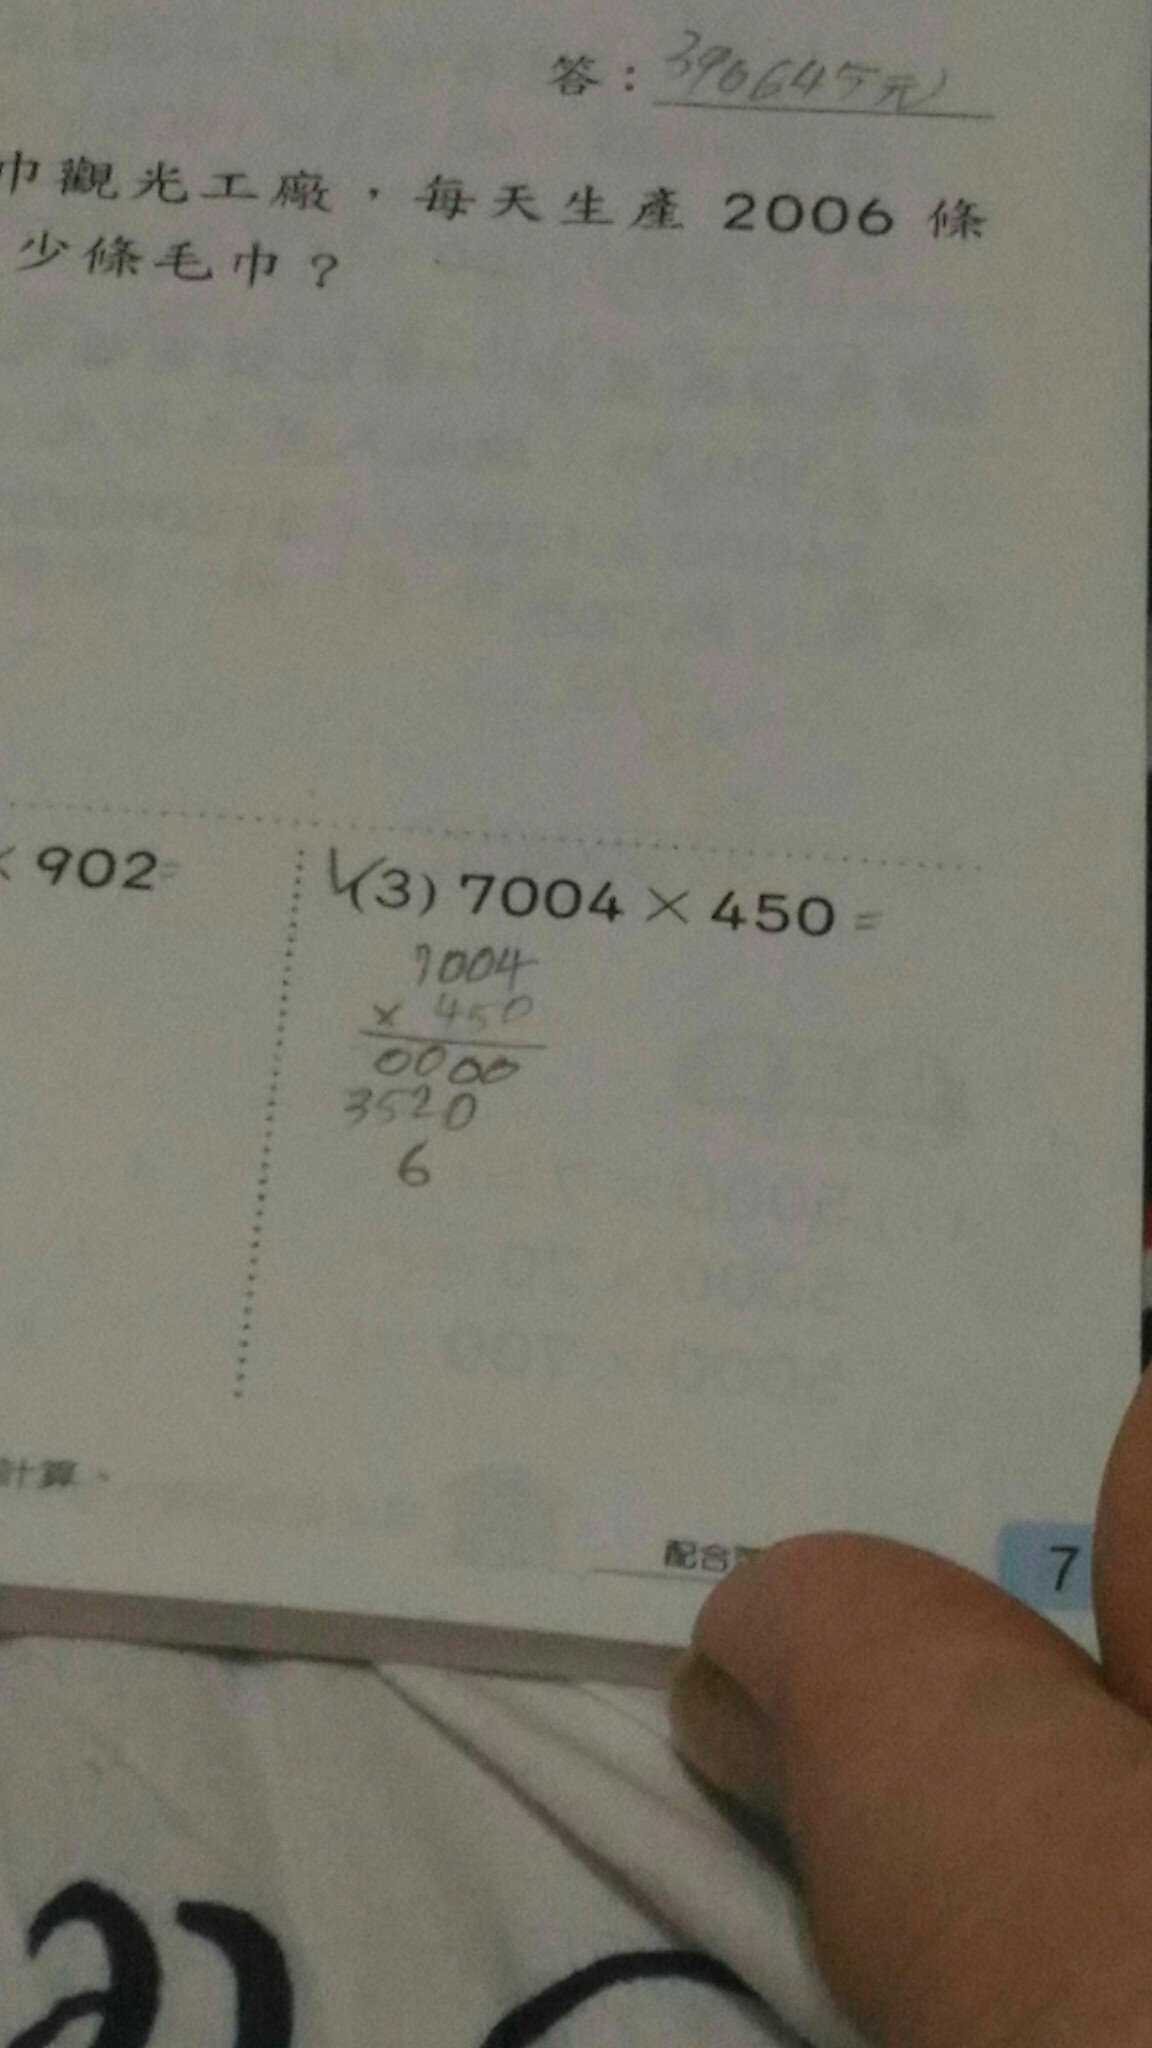 答：390645元
巾觀光工廠，每天生產 2006 條
少條毛巾？
× 902=
(3) 7004 × 450 =
7004
× 450
0000
3520
6
計算、
配合
7